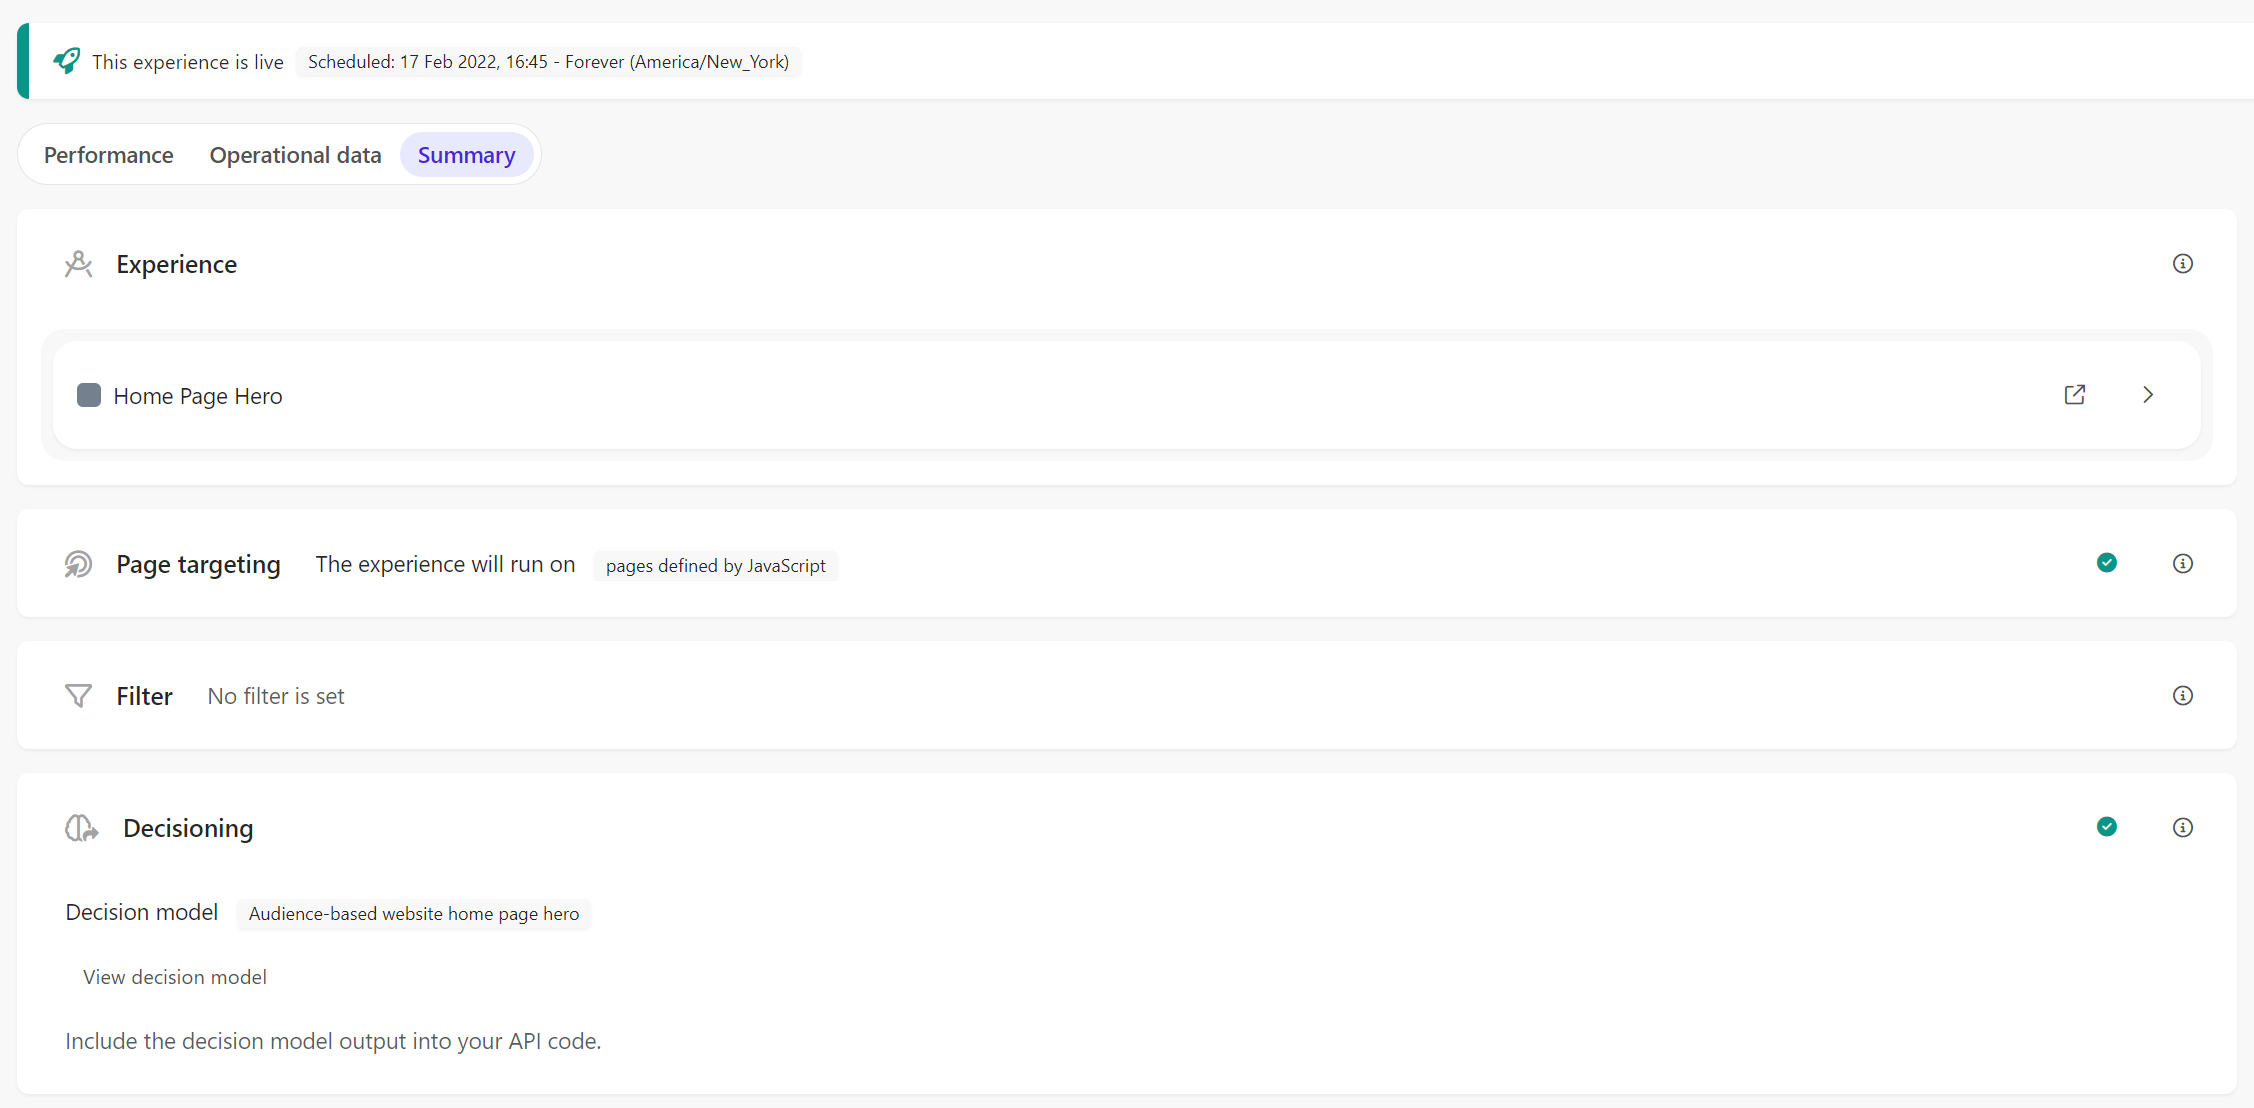 This experience is live Scheduled: 17 Feb 2022, 16:45 - Forever (America/New_York)
Performance Operational data Summary
Experience
Home Page Hero
Page targeting The experience will run on pages defined by JavaScript
Filter No filter is set
Decisioning
Decision model Audience-based website home page hero
View decision model
Include the decision model output into your API code.